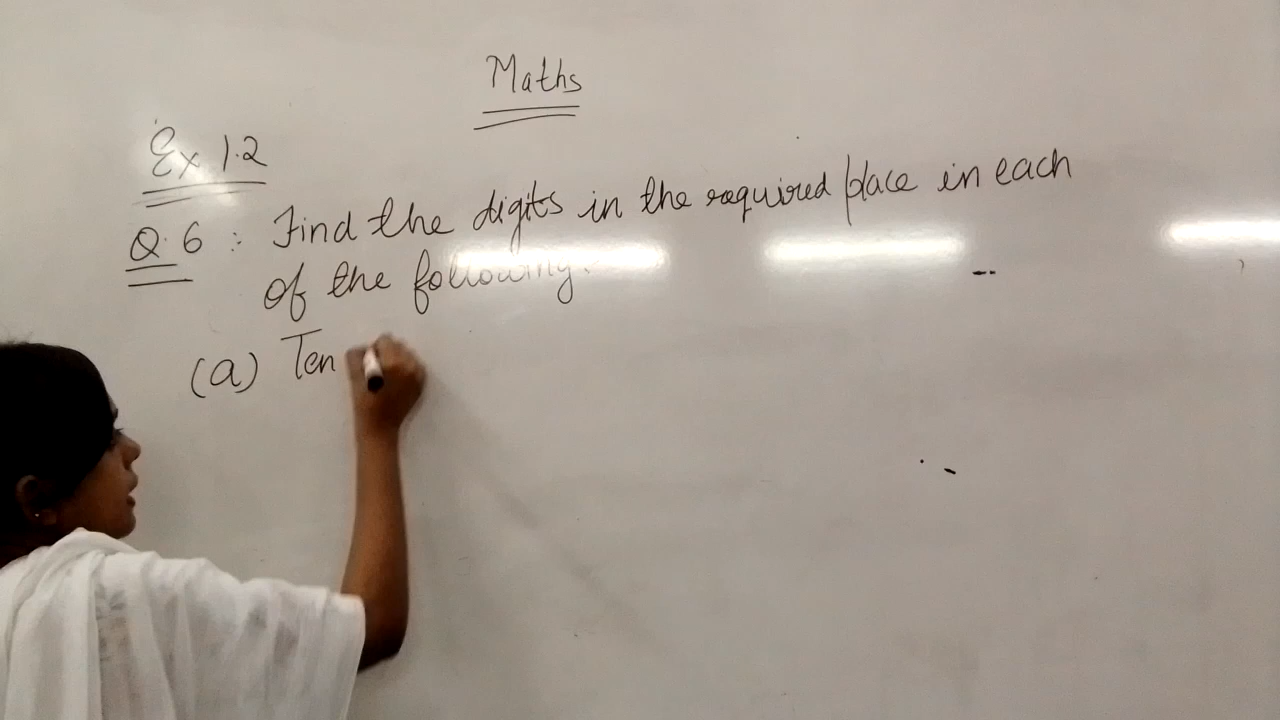 Maths
Ex 1.2
Q.6 : Find the digits in the required place in each
of the following.
(a) Ten